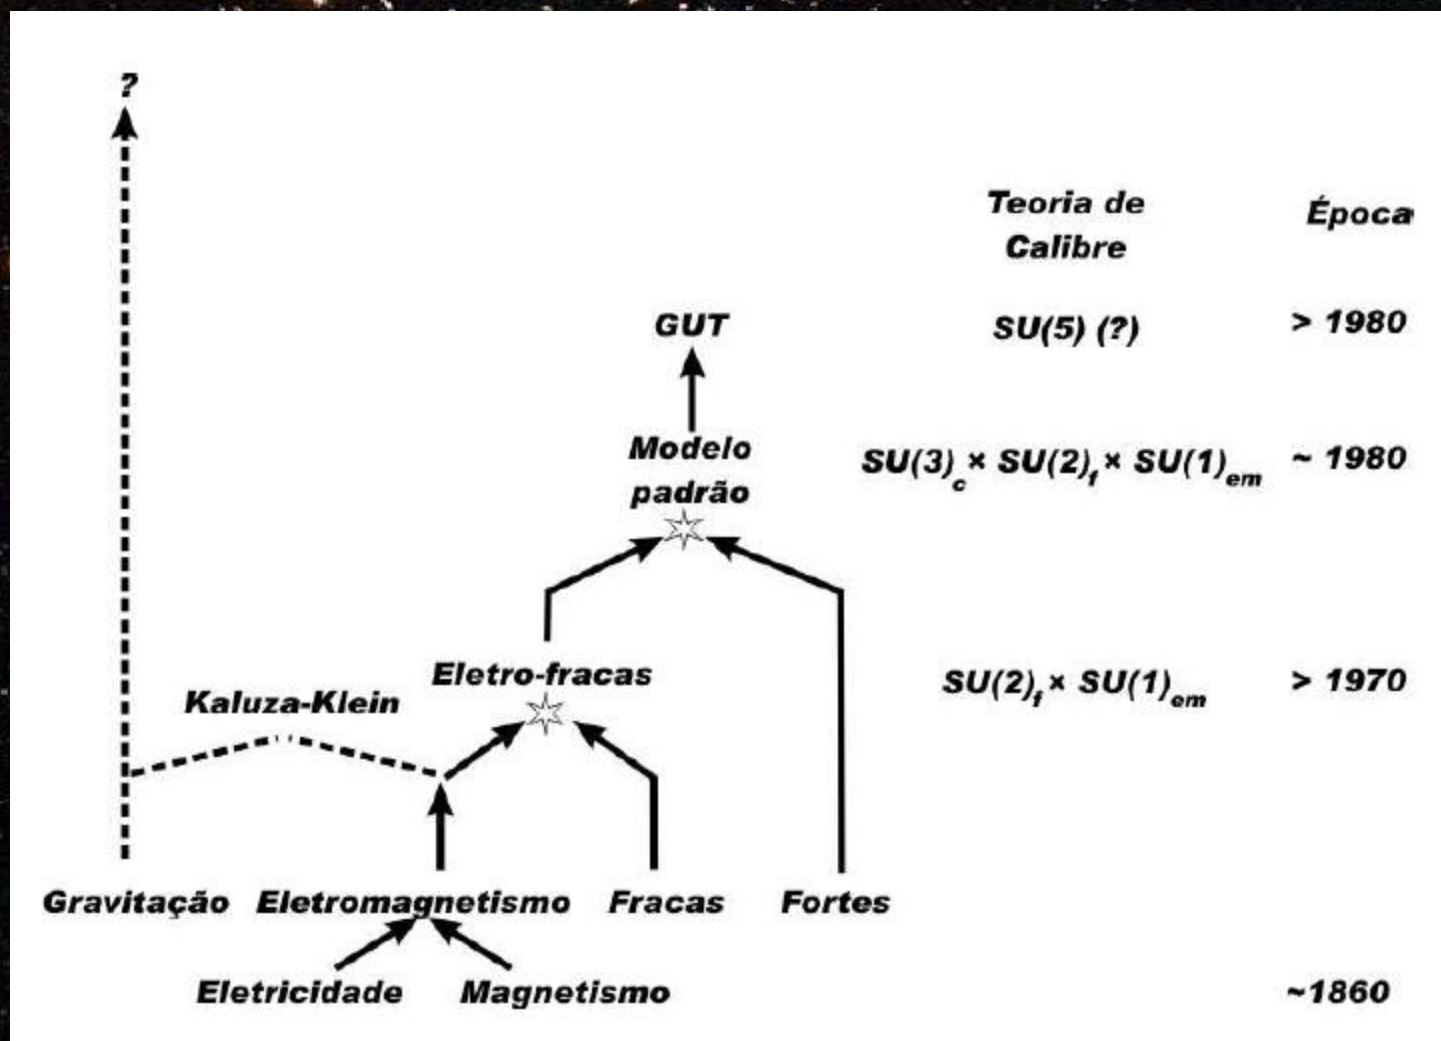 ?
Teoria de
Calibre
Época
GUT
SU(5) (?)
> 1980
Modelo
padrão
SU(3)c × SU(2)f × SU(1)em
~ 1980
Eletro-fracas
SU(2)f × SU(1)em
> 1970
Kaluza-Klein
Gravitação
Eletromagnetismo
Fracas
Fortes
Eletricidade
Magnetismo
~1860